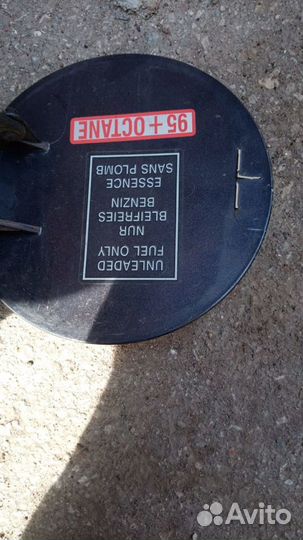 UNLEADED
FUEL ONLY
NUR
BLEIFREIES
BENZIN
ESSENCE
SANS PLOMB
95+OCTANE
Avito